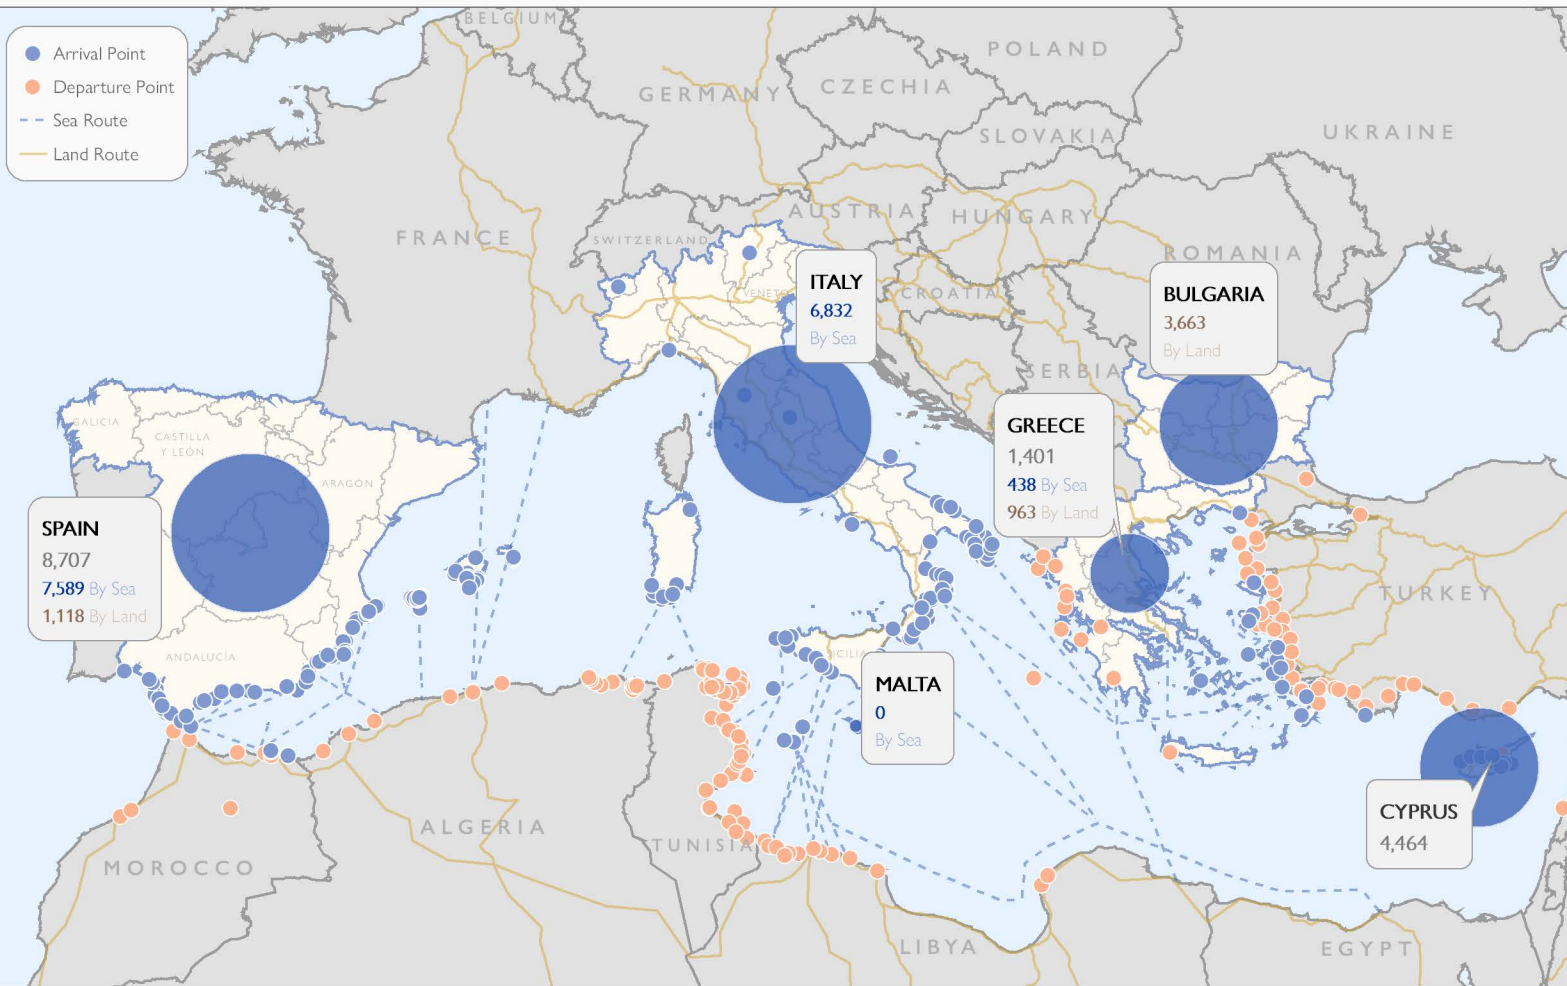 Arrival Point
Departure Point
Sea Route
Land Route
BELGIUM
POLAND
GERMANY
CZECHIA
SLOVAKIA
UKRAINE
FRANCE
SWITZERLAND
AUSTRIA
HUNGARY
ROMANIA
VENETO
CROATIA
SERBIA
ITALY
6,832
By Sea
BULGARIA
3,663
By Land
GREECE
1,401
438 By Sea
963 By Land
GALICIA
CASTILLA
Y LEÓN
ARAGÓN
SPAIN
8,707
7,589 By Sea
1,118 By Land
ANDALUCÍA
SICILIA
TURKEY
MALTA
0
By Sea
CYPRUS
4,464
MOROCCO
ALGERIA
TUNISIA
LIBYA
EGYPT